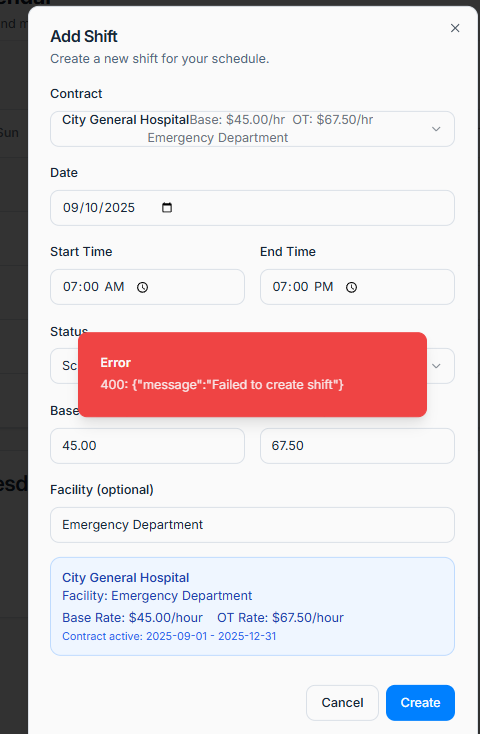 endar
Add Shift
nd m
Create a new shift for your schedule.
Contract
City General HospitalBase: $45.00/hr OT: $67.50/hr
Emergency Department
Sun
Date
09/10/2025
Start Time
End Time
07:00 AM
07:00 PM
Status
Sc
Error
400: {"message":"Failed to create shift"}
Base
45.00
67.50
esd
Facility (optional)
Emergency Department
City General Hospital
Facility: Emergency Department
Base Rate: $45.00/hour OT Rate: $67.50/hour
Contract active: 2025-09-01 - 2025-12-31
Cancel
Create